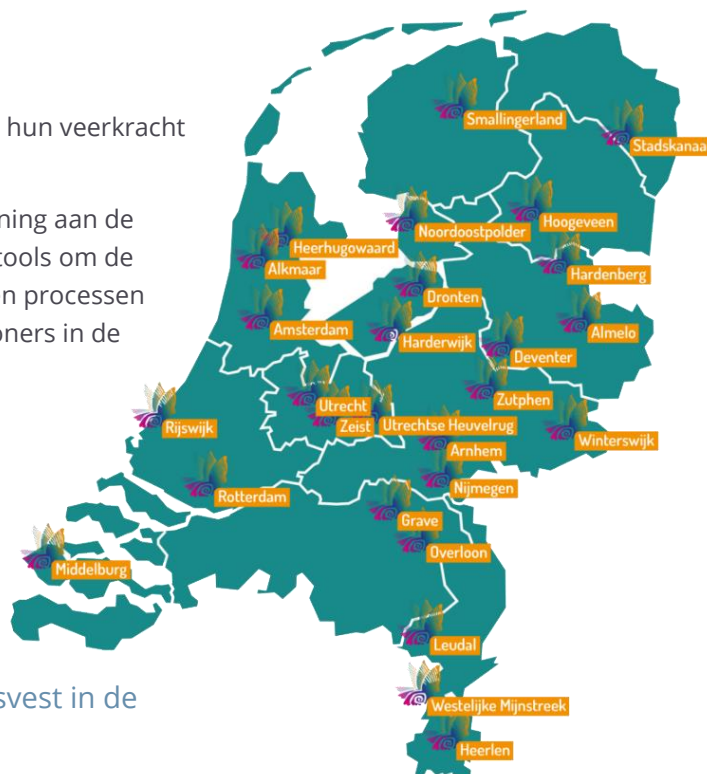 hun veerkracht
ning aan de
tools om de
en processen
oners in de
svest in de
Smallingerland
Stadskanaa
Noordoostpolder
Hoogeveen
Heerhugowaard
Alkmaar
Hardenberg
Dronten
Amsterdam
Harderwijk
Almelo
Deventer
Zutphen
Utrecht
Zeist
Utrechtse Heuvelrug
Rijswijk
Winterswijk
Arnhem
Nijmegen
Rotterdam
Grave
Overloon
Middelburg
Leudal
Westelijke Mijnstreek
Heerlen